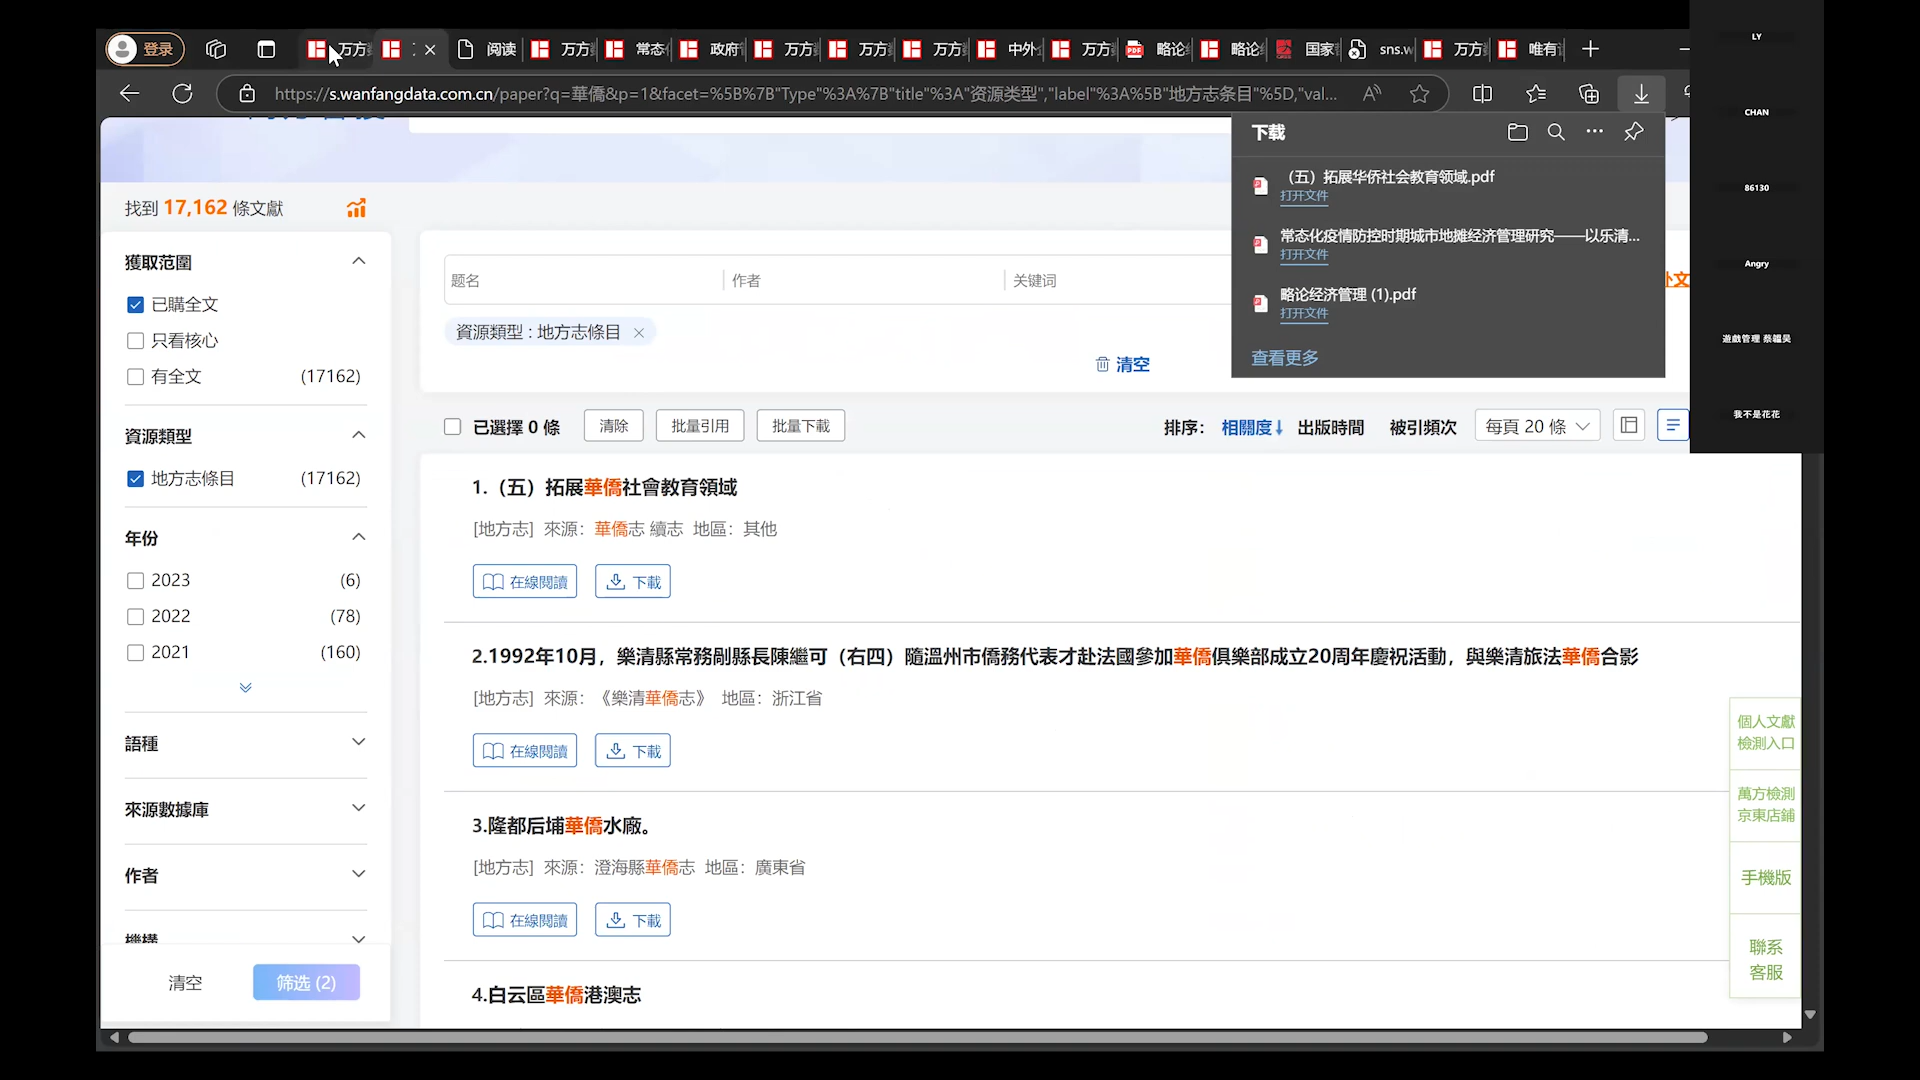 登录
万方
阅读
万方
常态
政府
万方
万方
万方
中外
万方
略论
略论
国家
sns.w
万方
唯有
https://s.wanfangdata.com.cn/paper?q=華僑&p=1&facet=%5B%7B"Type"%3A%7B"title"%3A"资源类型","label"%3A%5B"地方志条目"%5D,"val...
下载
（五）拓展华侨社会教育领域.pdf
打开文件
常态化疫情防控时期城市地摊经济管理研究——以乐清...
打开文件
略论经济管理 (1).pdf
打开文件
查看更多
LY
CHAN
86130
Angry
我不是花花
找到 17,162 條文獻
獲取范圍
已購全文
只看核心
有全文 (17162)
資源類型
地方志條目 (17162)
年份
2023 (6)
2022 (78)
2021 (160)
語種
來源數據庫
作者
機構
清空
筛选 (2)
题名
作者
关键词
資源類型 : 地方志條目
清空
已選擇 0 條
清除
批量引用
批量下載
排序:
相關度
出版時間
被引頻次
每頁 20 條
1.（五）拓展華僑社會教育領域
[地方志] 來源: 華僑志 續志 地區: 其他
在線閱讀
下載
2.1992年10月，樂清縣常務副縣長陳繼可（右四）隨溫州市僑務代表才赴法國參加華僑俱樂部成立20周年慶祝活動，與樂清旅法華僑合影
[地方志] 來源: 《樂清華僑志》 地區: 浙江省
在線閱讀
下載
3.隆都后埔華僑水廠。
[地方志] 來源: 澄海縣華僑志 地區: 廣東省
在線閱讀
下載
4.白云區華僑港澳志
個人文獻
檢測入口
萬方檢測
京東店鋪
手機版
聯系
客服